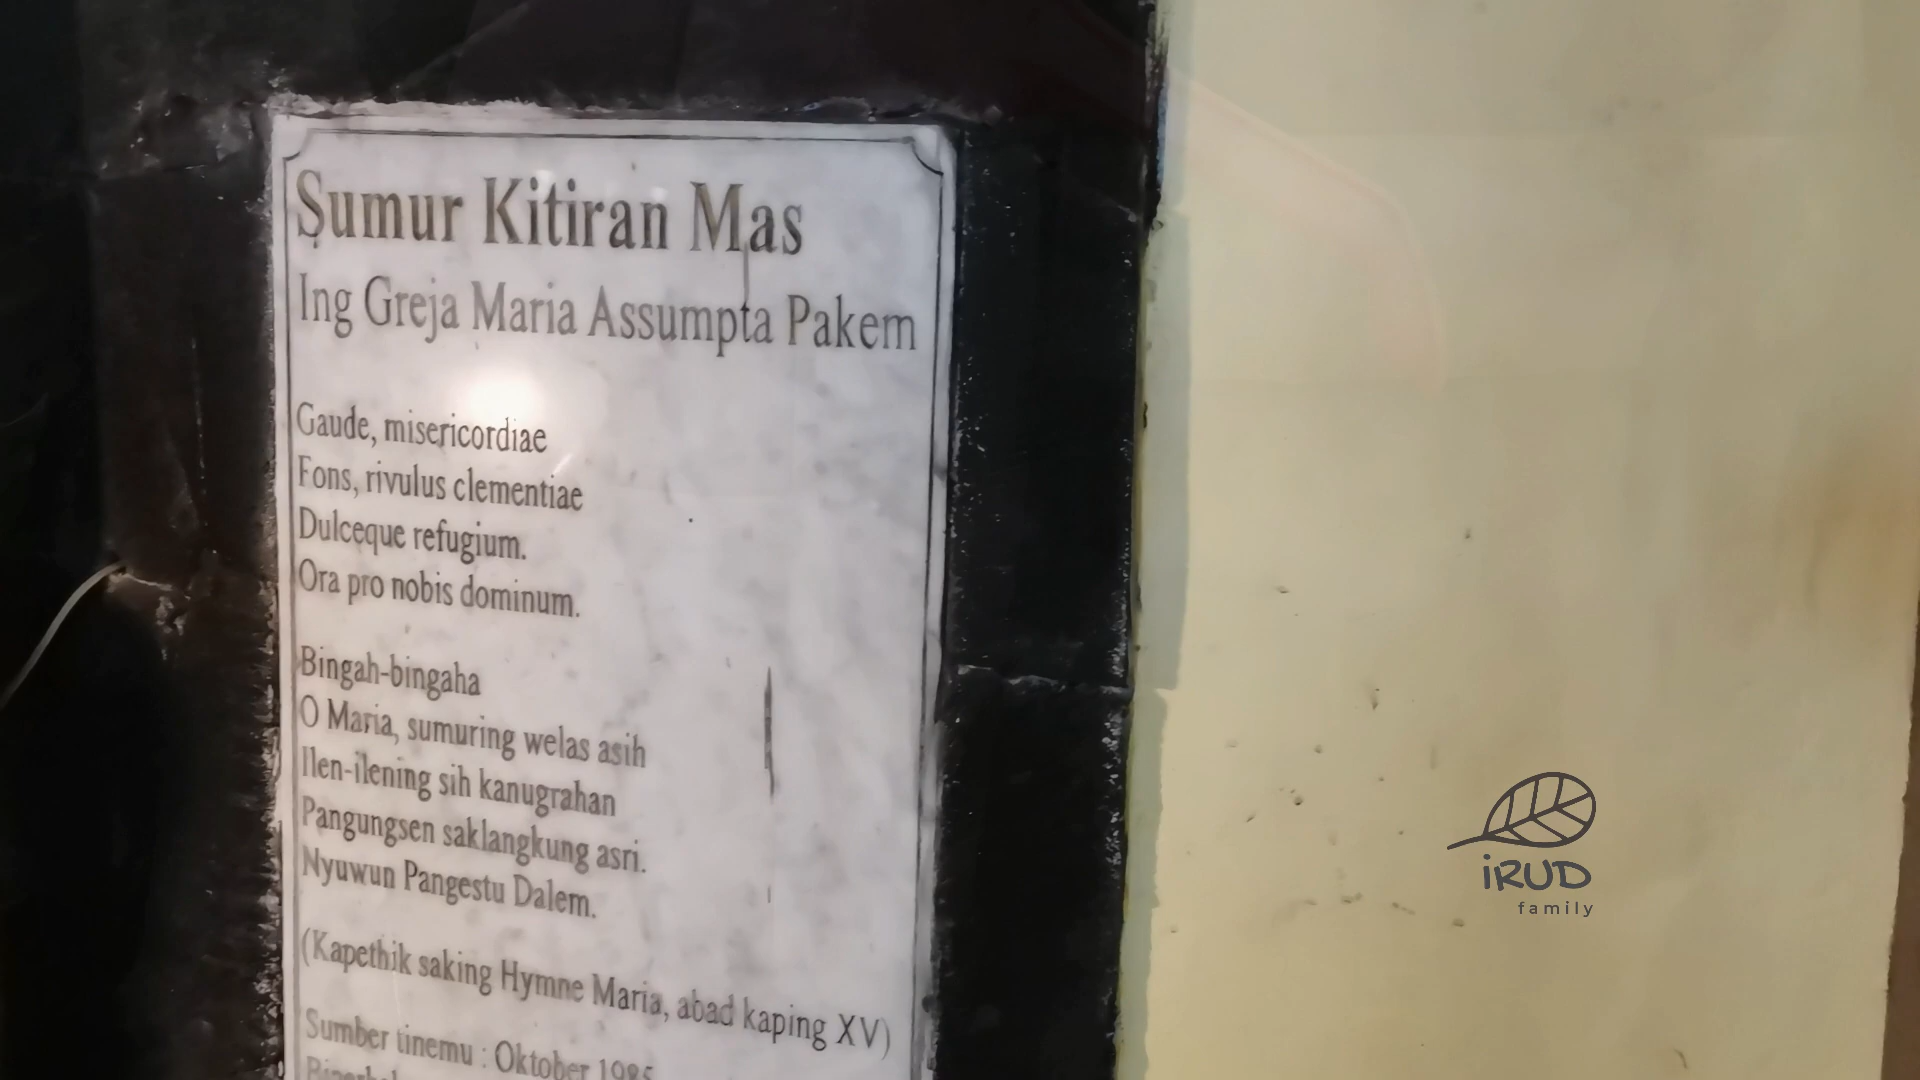 Sumur Kitiran Mas
Ing Greja Maria Assumpta Pakem
Gaude, misericordiae
Fons, rivulus clementiae
Dulceque refugium.
Ora pro nobis dominum.
Bingah-bingaha
O Maria, sumuring welas asih
Ilen-ilening sih kanugrahan
Pangungsen saklangkung asri.
Nyuwun Pangestu Dalem.
(Kapethik saking Hymne Maria, abad kaping XV)
Sumber tinemu : Oktober 1985
iRUD
family